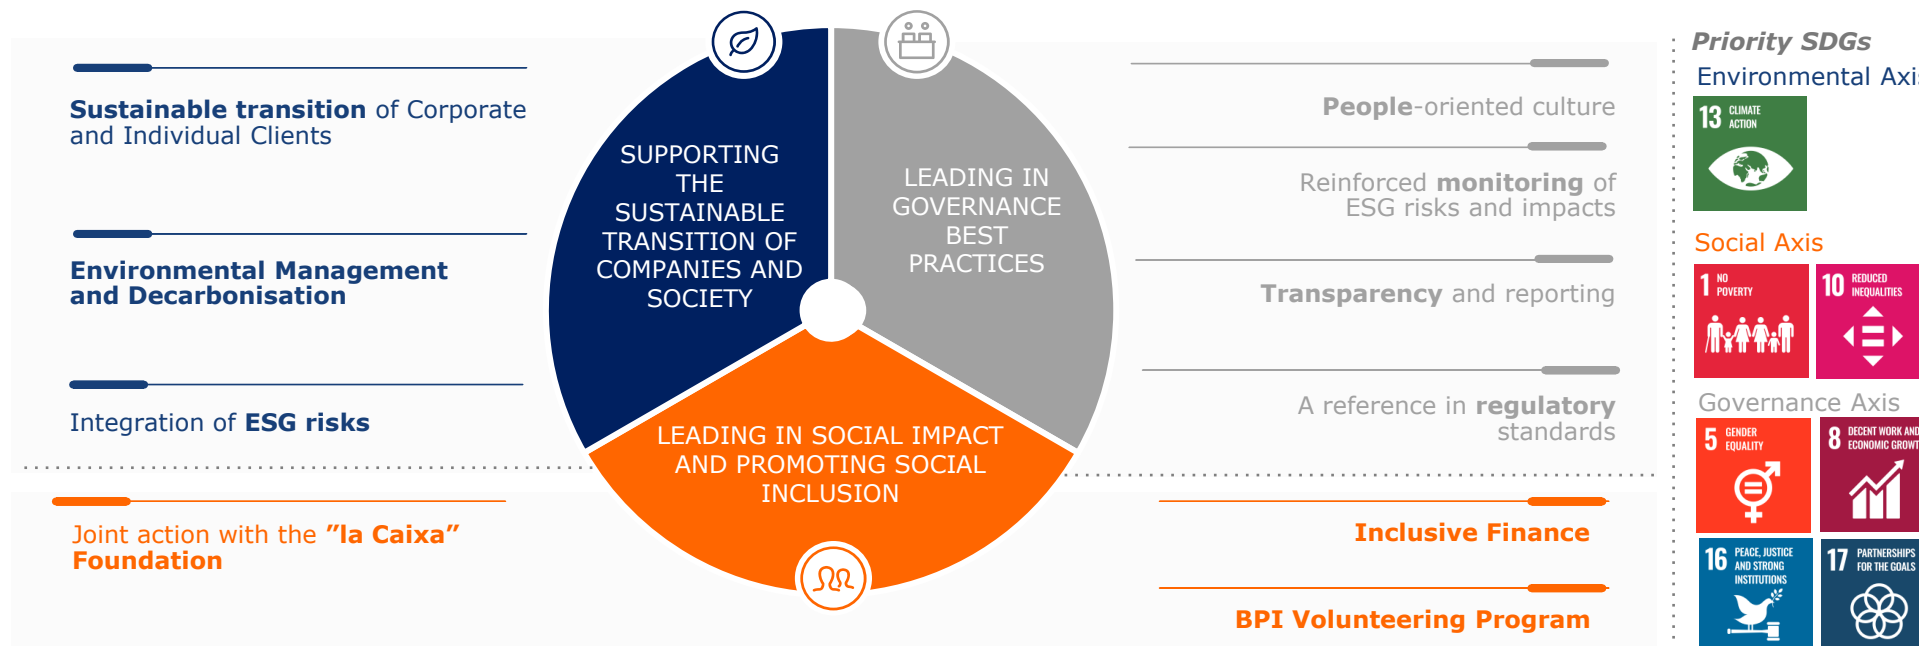 Sustainable transition of Corporate
and Individual Clients
Environmental Management
and Decarbonisation
Integration of ESG risks
SUPPORTING
THE
SUSTAINABLE
TRANSITION OF
COMPANIES AND
SOCIETY
LEADING IN
GOVERNANCE
BEST
PRACTICES
People-oriented culture
Reinforced monitoring of
ESG risks and impacts
Transparency and reporting
A reference in regulatory
standards
LEADING IN SOCIAL IMPACT
AND PROMOTING SOCIAL
INCLUSION
Joint action with the ”la Caixa”
Foundation
Inclusive Finance
BPI Volunteering Program
Priority SDGs
Environmental Axis
13 CLIMATE
ACTION
Social Axis
1 NO
POVERTY
10 REDUCED
INEQUALITIES
Governance Axis
5 GENDER
EQUALITY
8 DECENT WORK AND
ECONOMIC GROWT
16 PEACE, JUSTICE
AND STRONG
INSTITUTIONS
17 PARTNERSHIPS
FOR THE GOALS